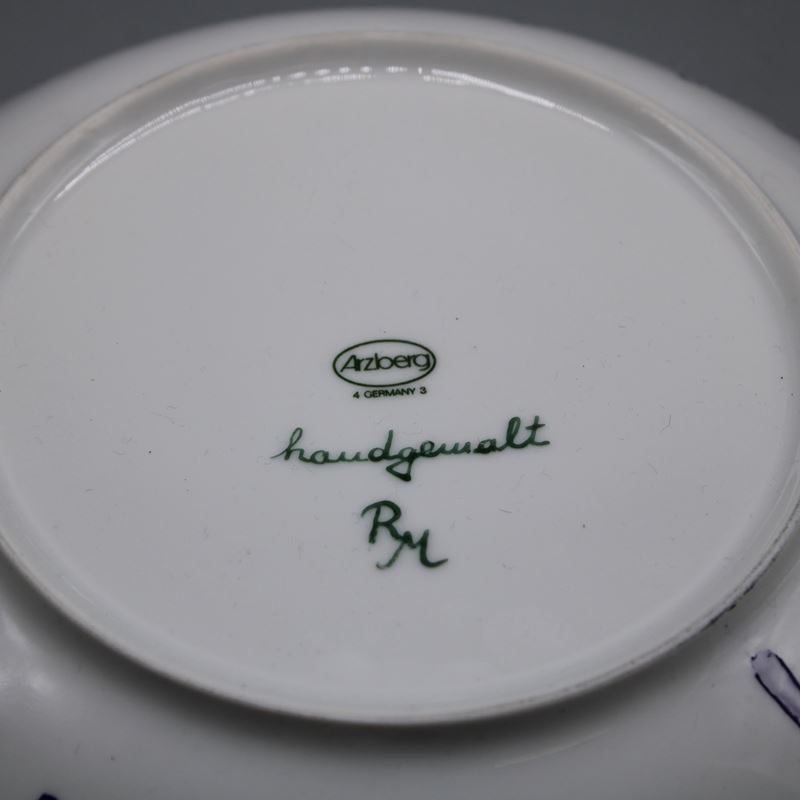 Arzberg
4 GERMANY 3
handgemalt
RM